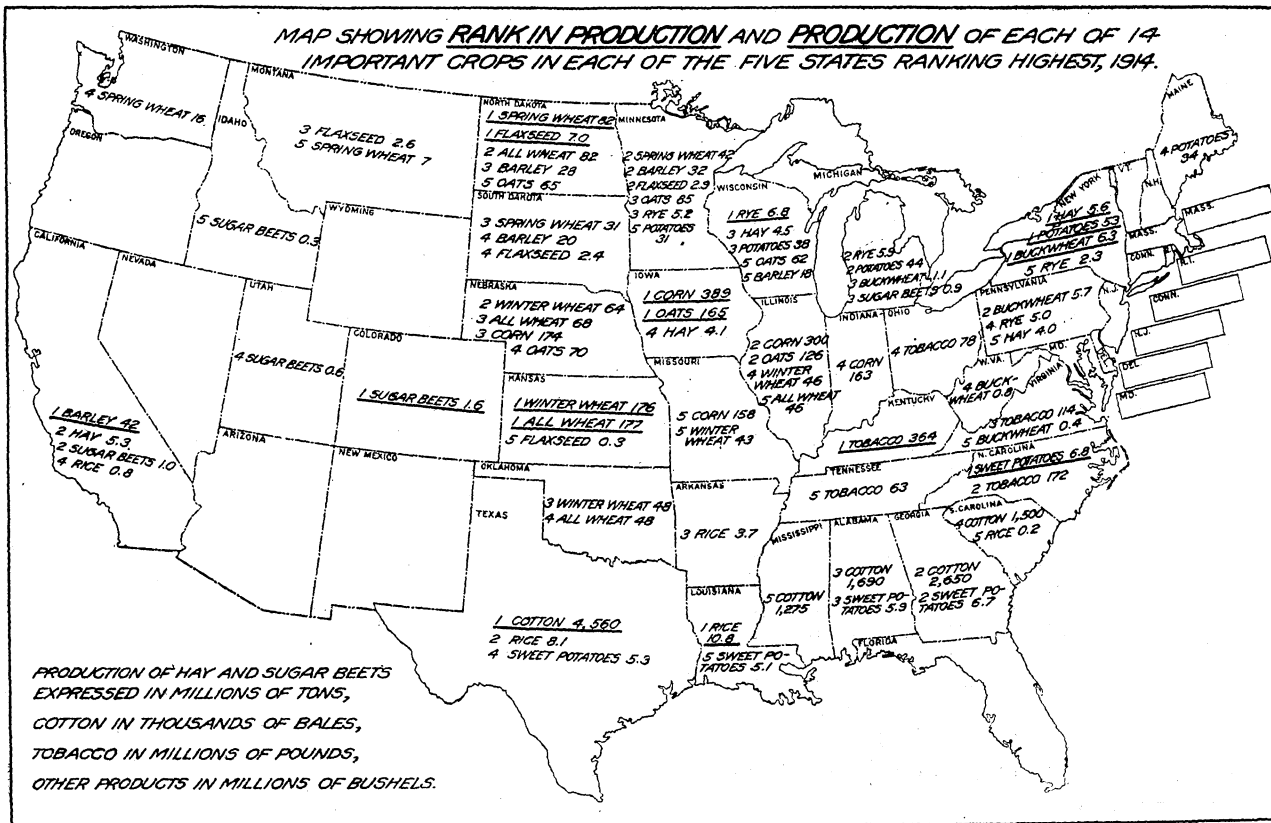 MAP SHOWING RANK IN PRODUCTION AND PRODUCTION OF EACH OF 14
IMPORTANT CROPS IN EACH OF THE FIVE STATES RANKING HIGHEST, 1914.
WASHINGTON
4 SPRING WHEAT 16
OREGON
IDAHO
5 SUGAR BEETS 0.3
MONTANA
3 FLAXSEED 2.6
5 SPRING WHEAT 7
WYOMING
CALIFORNIA
1 BARLEY 42
2 HAY 5.3
2 SUGAR BEETS 1.0
4 RICE 0.8
NEVADA
UTAH
4 SUGAR BEETS 0.6
COLORADO
1 SUGAR BEETS 1.6
ARIZONA
NEW MEXICO
NORTH DAKOTA
1 SPRING WHEAT 82
1 FLAXSEED 7.0
2 ALL WHEAT 82
3 BARLEY 28
5 OATS 65
SOUTH DAKOTA
3 SPRING WHEAT 31
4 BARLEY 20
4 FLAXSEED 2.4
NEBRASKA
2 WINTER WHEAT 64
3 ALL WHEAT 68
3 CORN 174
4 OATS 70
KANSAS
1 WINTER WHEAT 176
1 ALL WHEAT 177
5 FLAXSEED 0.3
OKLAHOMA
3 WINTER WHEAT 48
4 ALL WHEAT 48
TEXAS
1 COTTON 4,560
2 RICE 8.1
4 SWEET POTATOES 5.3
MINNESOTA
2 SPRING WHEAT 42
2 BARLEY 32
2 FLAXSEED 2.9
3 OATS 85
3 RYE 5.2
5 POTATOES
31
IOWA
1 CORN 389
1 OATS 165
4 HAY 4.1
MISSOURI
5 CORN 158
5 WINTER
WHEAT 43
ARKANSAS
3 RICE 3.7
LOUISIANA
1 RICE
10.8
5 SWEET PO-
TATOES 5.1
WISCONSIN
1 RYE 6.8
3 HAY 4.5
3 POTATOES 38
5 OATS 62
5 BARLEY 18
ILLINOIS
2 CORN 300
2 OATS 126
4 WINTER
WHEAT 46
5 ALL WHEAT
46
MICHIGAN
2 RYE 5.9
2 POTATOES 44
3 BUCKWHEAT 1.1
3 SUGAR BEETS 0.9
INDIANA
4 CORN
163
OHIO
4 TOBACCO 78
KENTUCKY
1 TOBACCO 364
TENNESSEE
5 TOBACCO 63
MISSISSIPPI
5 COTTON
1,275
ALABAMA
3 COTTON
1,690
3 SWEET PO-
TATOES 5.9
GEORGIA
2 COTTON
2,650
2 SWEET PO-
TATOES 6.7
FLORIDA
S. CAROLINA
4 COTTON 1,500
5 RICE 0.2
N. CAROLINA
1 SWEET POTATOES 6.8
2 TOBACCO 172
VIRGINIA
3 TOBACCO 114
5 BUCKWHEAT 0.4
W. VA.
4 BUCK-
WHEAT 0.8
MD.
DEL.
N.J.
PENNSYLVANIA
2 BUCKWHEAT 5.7
4 RYE 5.0
5 HAY 4.0
NEW YORK
1 HAY 5.6
1 POTATOES 53
1 BUCKWHEAT 6.3
5 RYE 2.3
VT.
N.H.
MAINE
4 POTATOES
34
MASS.
CONN.
MASS.
R.I.
CONN.
N.J.
DEL.
MD.
PRODUCTION OF HAY AND SUGAR BEETS
EXPRESSED IN MILLIONS OF TONS,
COTTON IN THOUSANDS OF BALES,
TOBACCO IN MILLIONS OF POUNDS,
OTHER PRODUCTS IN MILLIONS OF BUSHELS.